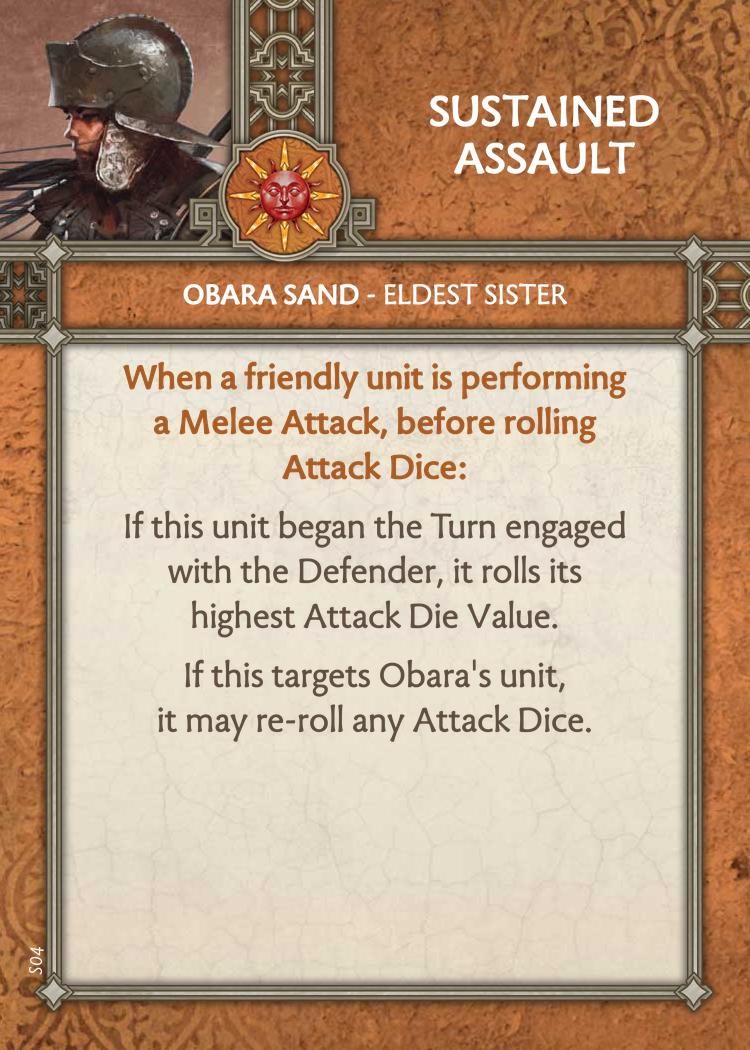 SUSTAINED
ASSAULT
OBARA SAND - ELDEST SISTER
When a friendly unit is performing
a Melee Attack, before rolling
Attack Dice:
If this unit began the Turn engaged
with the Defender, it rolls its
highest Attack Die Value.
If this targets Obara's unit,
it may re-roll any Attack Dice.
S04